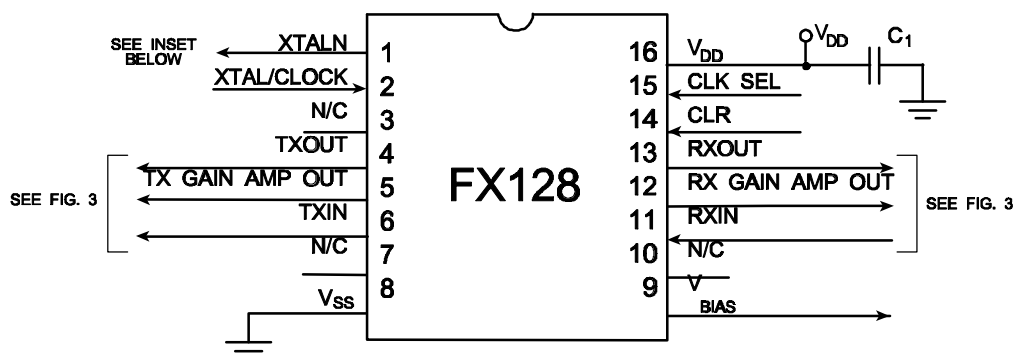 SEE INSET
BELOW
XTALN
XTAL/CLOCK
N/C
TXOUT
TX GAIN AMP OUT
TXIN
N/C
VSS
SEE FIG. 3
1
2
3
4
5
6
7
8
FX128
16
15
14
13
12
11
10
9
VDD
CLK SEL
CLR
RXOUT
RX GAIN AMP OUT
RXIN
N/C
V
BIAS
VDD
C1
SEE FIG. 3